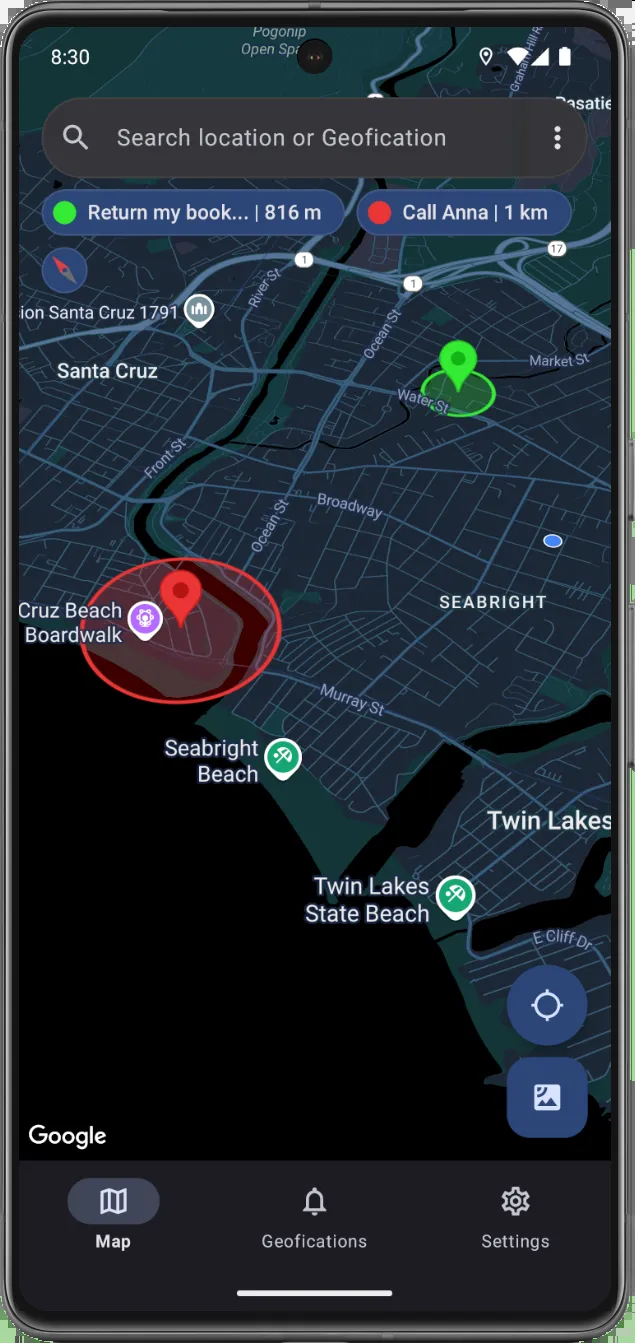 8:30
Pogonip
Open Spa
Graham Hill R
Pasatie
Search location or Geofication
Return my book... | 816 m
Call Anna | 1 km
17
1
1
River St
ion Santa Cruz 1791
Ocean St
Santa Cruz
Market St
Water St
Front St
Broadway
Ocean St
SEABRIGHT
Cruz Beach
Boardwalk
Murray St
Seabright
Beach
Twin Lakes
Twin Lakes
State Beach
E Cliff Dr
Google
Map
Geofications
Settings